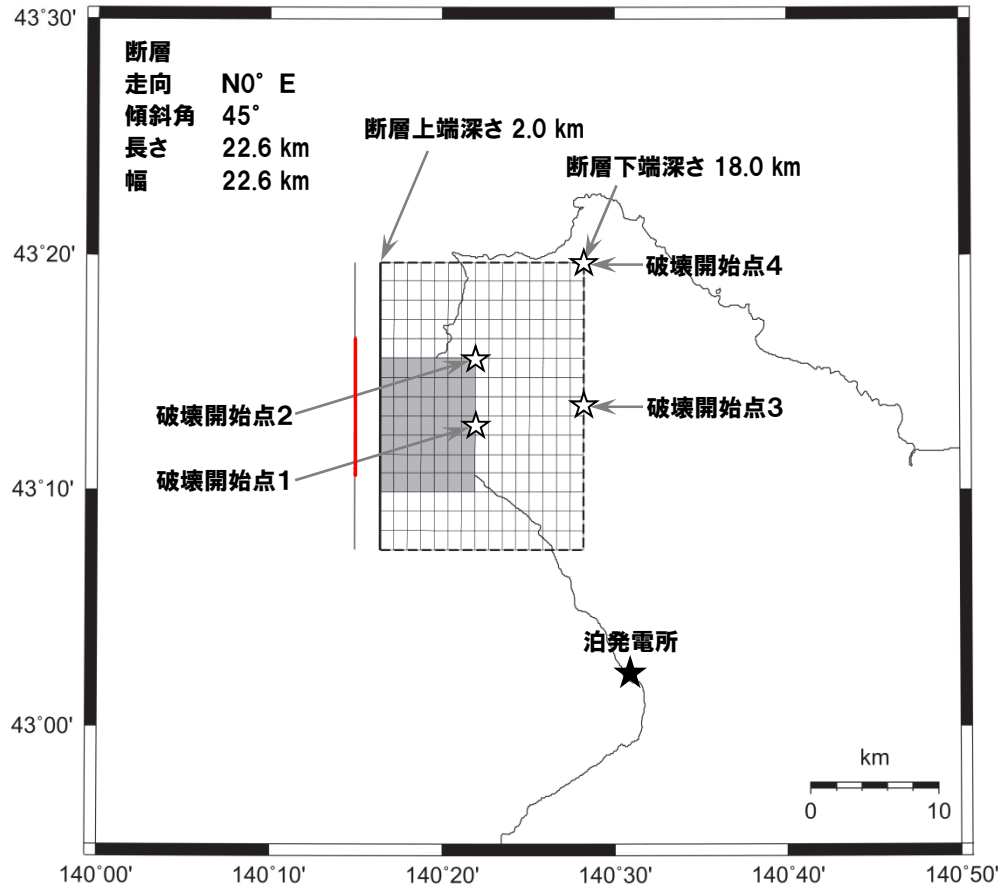 43°30'
断層
走向 N0° E
傾斜角 45°
長さ 22.6 km
幅 22.6 km
断層上端深さ 2.0 km
断層下端深さ 18.0 km
43°20'
破壊開始点4
破壊開始点2
破壊開始点3
破壊開始点1
43°10'
泊発電所
43°00'
km
0 10
140°00' 140°10' 140°20' 140°30' 140°40' 140°50'